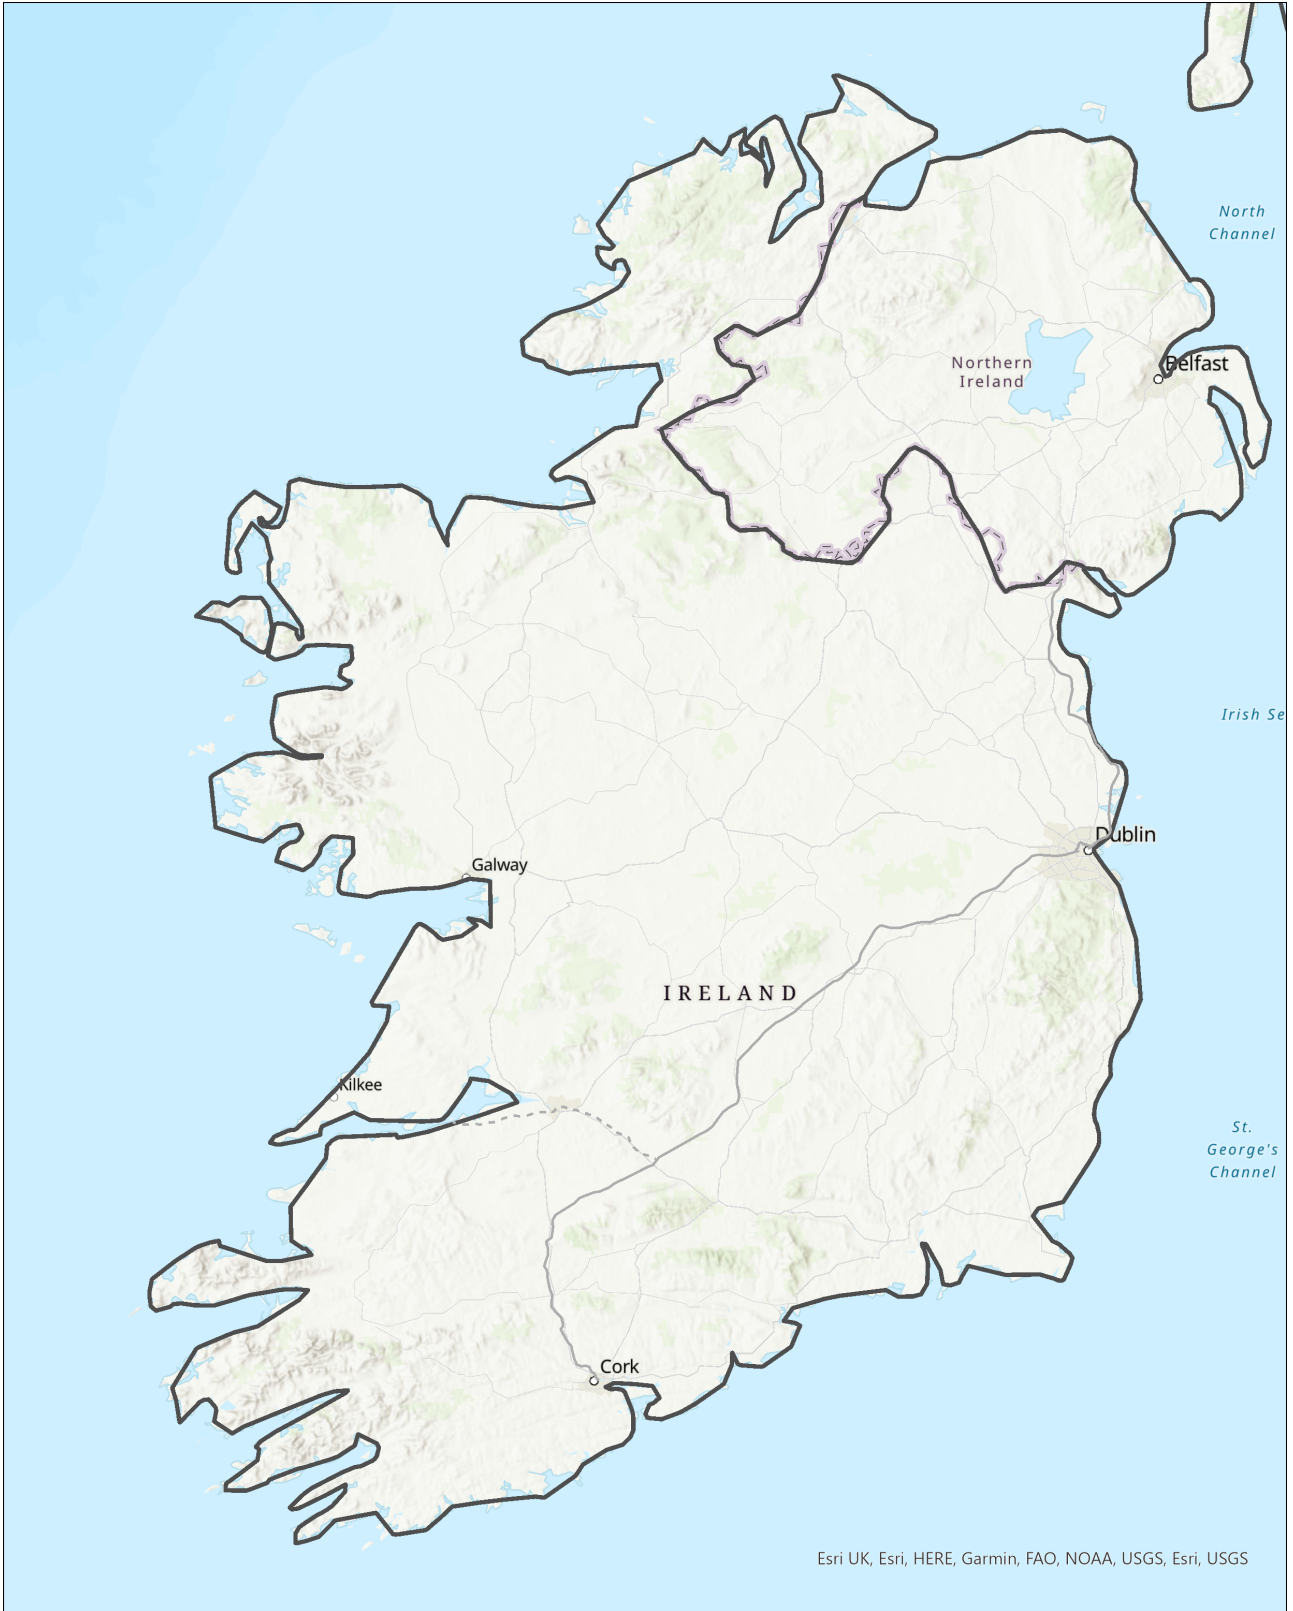 North
Channel
Northern
Ireland
Belfast
Irish Se
Dublin
Galway
IRELAND
Kilkee
St.
George's
Channel
Cork
Esri UK, Esri, HERE, Garmin, FAO, NOAA, USGS, Esri, USGS